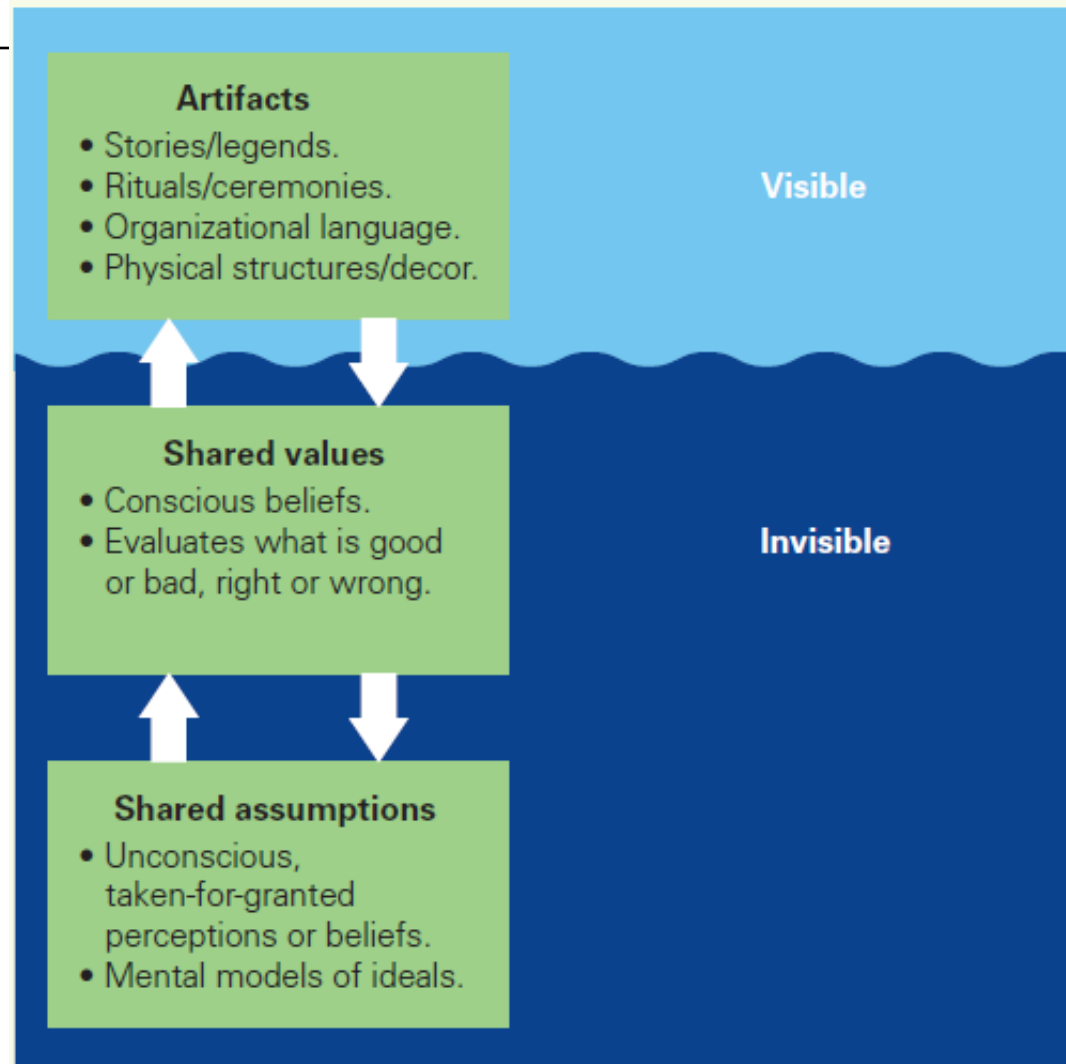 Artifacts
• Stories/legends.
• Rituals/ceremonies.
• Organizational language.
• Physical structures/decor.
Visible
Shared values
• Conscious beliefs.
• Evaluates what is good
or bad, right or wrong.
Invisible
Shared assumptions
• Unconscious,
taken-for-granted
perceptions or beliefs.
• Mental models of ideals.